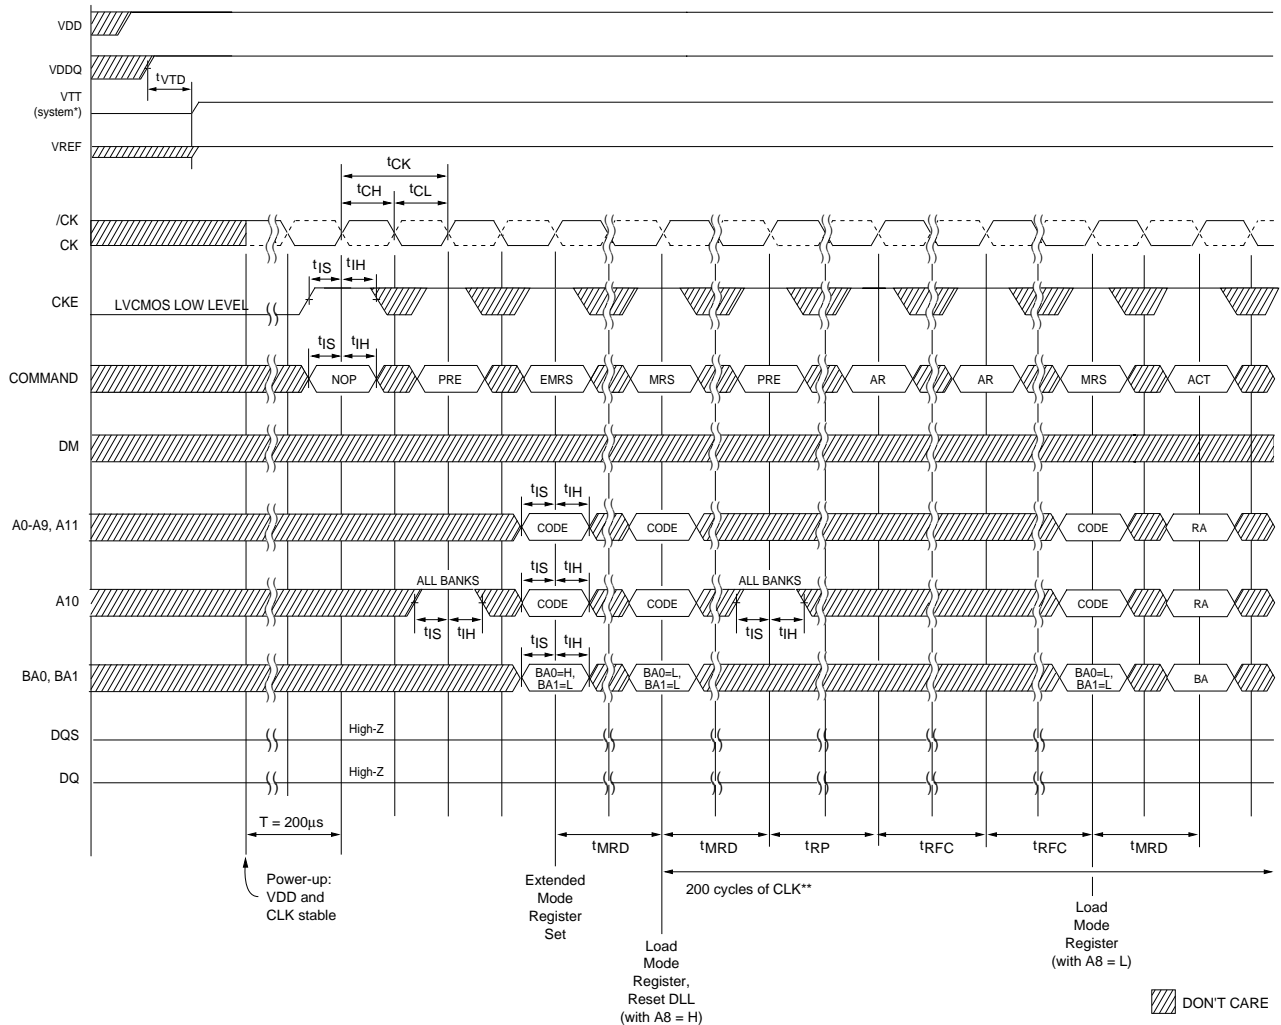 VDD
VDDQ
tVTD
VTT
(system*)
VREF
tCK
tCH
tCL
/CK
CK
tIS
tIH
CKE
LVCMOS LOW LEVEL
tIS
tIH
COMMAND
NOP
PRE
EMRS
MRS
PRE
AR
AR
MRS
ACT
DM
tIS
tIH
A0-A9, A11
CODE
CODE
CODE
RA
ALL BANKS
tIS
tIH
ALL BANKS
A10
CODE
CODE
CODE
RA
tIS
tIH
tIS
tIH
tIS
tIH
BA0, BA1
BA0=H,
BA1=L
BA0=L,
BA1=L
BA0=L,
BA1=L
BA
DQS
High-Z
DQ
High-Z
T = 200µs
tMRD
tMRD
tRP
tRFC
tRFC
tMRD
Power-up:
VDD and
CLK stable
Extended
Mode
Register
Set
200 cycles of CLK**
Load
Mode
Register,
Reset DLL
(with A8 = H)
Load
Mode
Register
(with A8 = L)
DON'T CARE